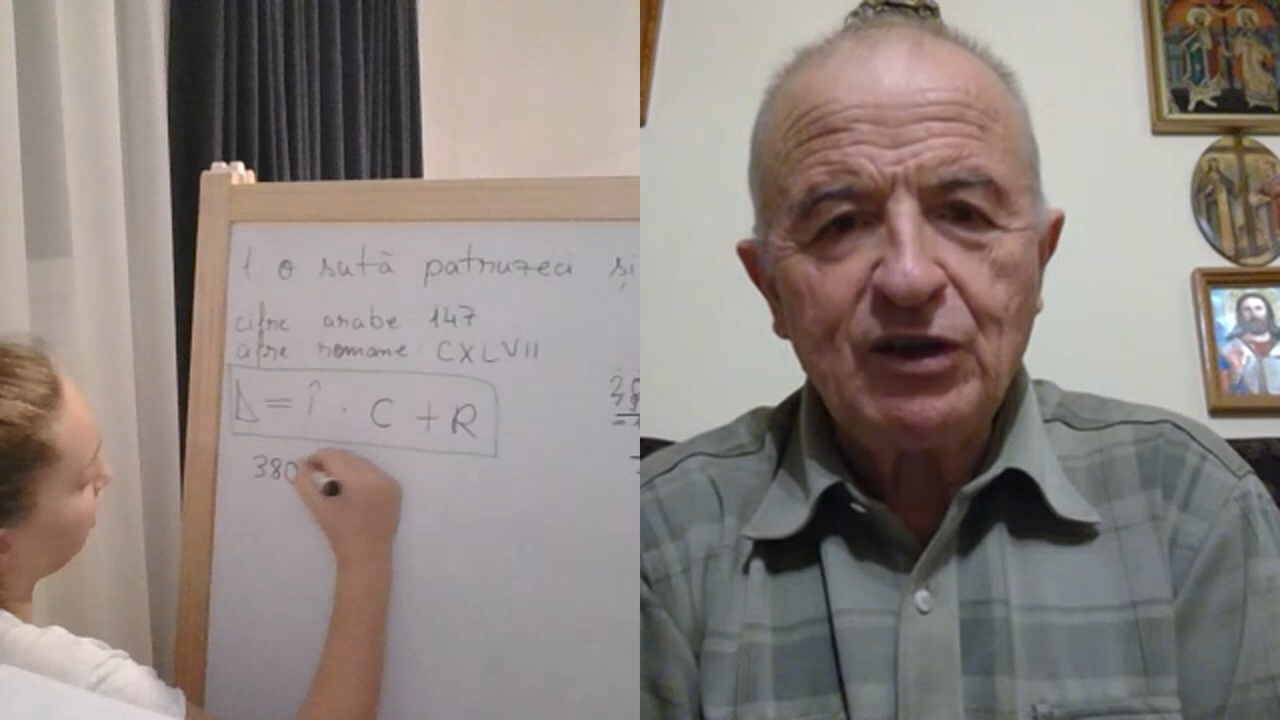 1 o sută patruzeci și
cifre arabe 147
cifre romane CXLVII
D = Î · C + R
380